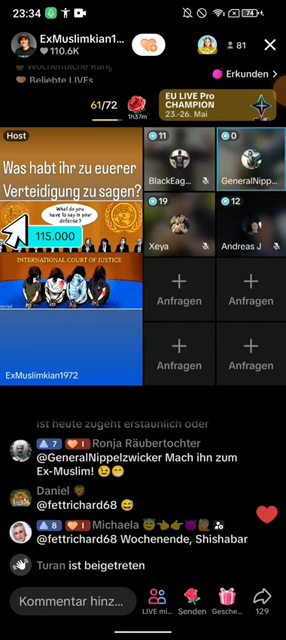 23:34
74
ExMuslimkian1...
110.6K
81
Wöchentliche Rang
Beliebte LIVEs
Erkunden >
61/72
1h37m
EU LIVE Pro
CHAMPION
23.-26. Mai
Host
Was habt ihr zu euerer
Verteidigung zu sagen?
What do you
have to say in your
defense?
115.000
INTERNATIONAL COURT OF JUSTICE
ExMuslimkian1972
11
BlackEag...
0
GeneralNipp...
19
Xeya
12
Andreas J
Anfragen
Anfragen
Anfragen
Anfragen
ist heute zugeht erstaunlich oder
7 I Ronja Räubertochter
@GeneralNippelzwicker Mach ihn zum
Ex-Muslim! 😉😁
Daniel 🦁
@fettrichard68 😅
8 I Michaela 😇👈👉😈
@fettrichard68 Wochenende, Shishabar
Turan ist beigetreten
Kommentar hinz...
LIVE mi...
Senden
Gesche...
129